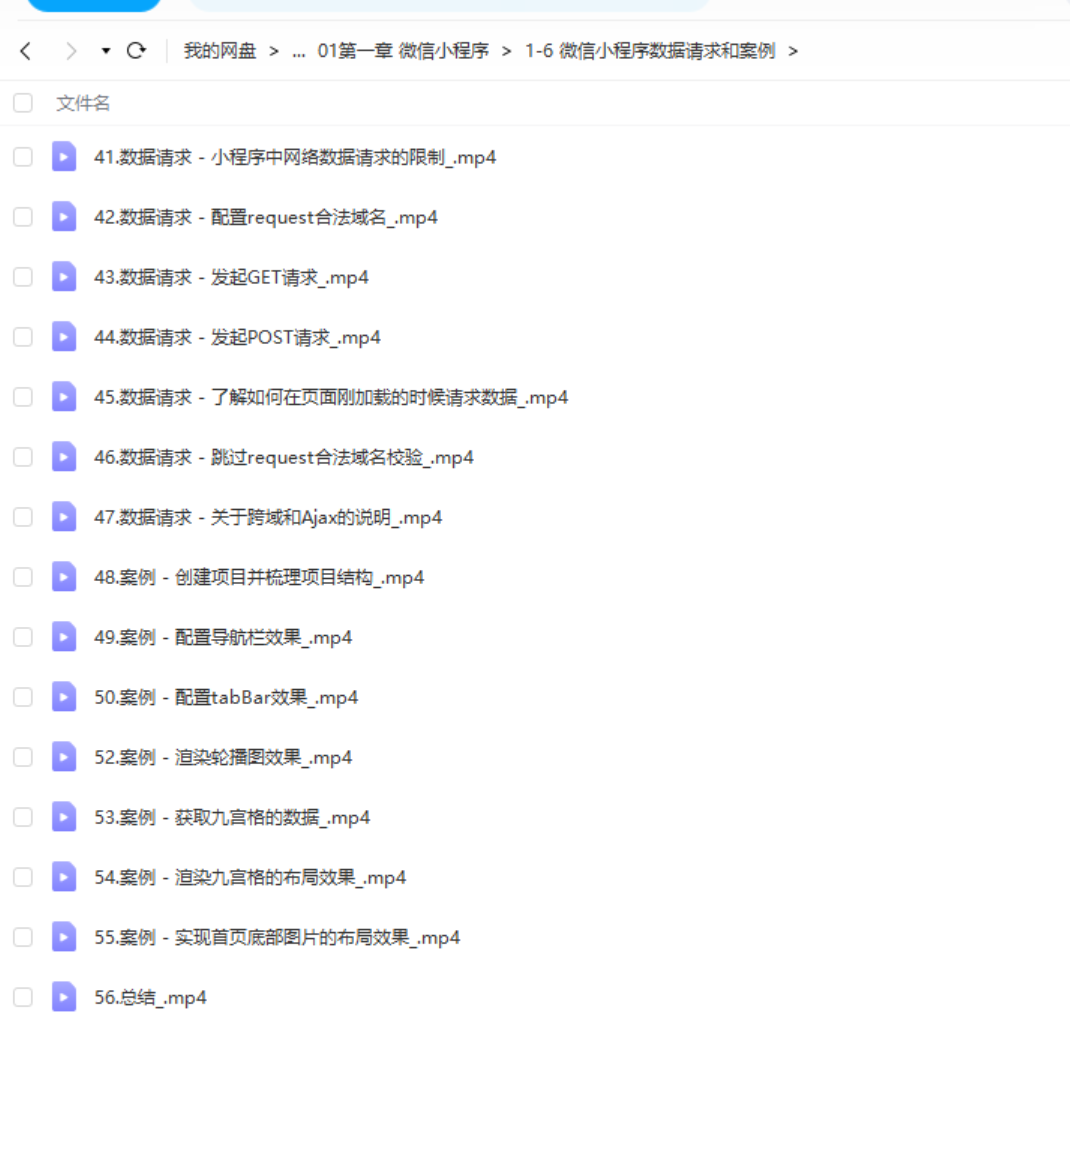 我的网盘 > ... 01第一章 微信小程序 > 1-6 微信小程序数据请求和案例 >
文件名
41.数据请求 - 小程序中网络数据请求的限制_.mp4
42.数据请求 - 配置request合法域名_.mp4
43.数据请求 - 发起GET请求_.mp4
44.数据请求 - 发起POST请求_.mp4
45.数据请求 - 了解如何在页面刚加载的时候请求数据_.mp4
46.数据请求 - 跳过request合法域名校验_.mp4
47.数据请求 - 关于跨域和Ajax的说明_.mp4
48.案例 - 创建项目并梳理项目结构_.mp4
49.案例 - 配置导航栏效果_.mp4
50.案例 - 配置tabBar效果_.mp4
52.案例 - 渲染轮播图效果_.mp4
53.案例 - 获取九宫格的数据_.mp4
54.案例 - 渲染九宫格的布局效果_.mp4
55.案例 - 实现首页底部图片的布局效果_.mp4
56.总结_.mp4